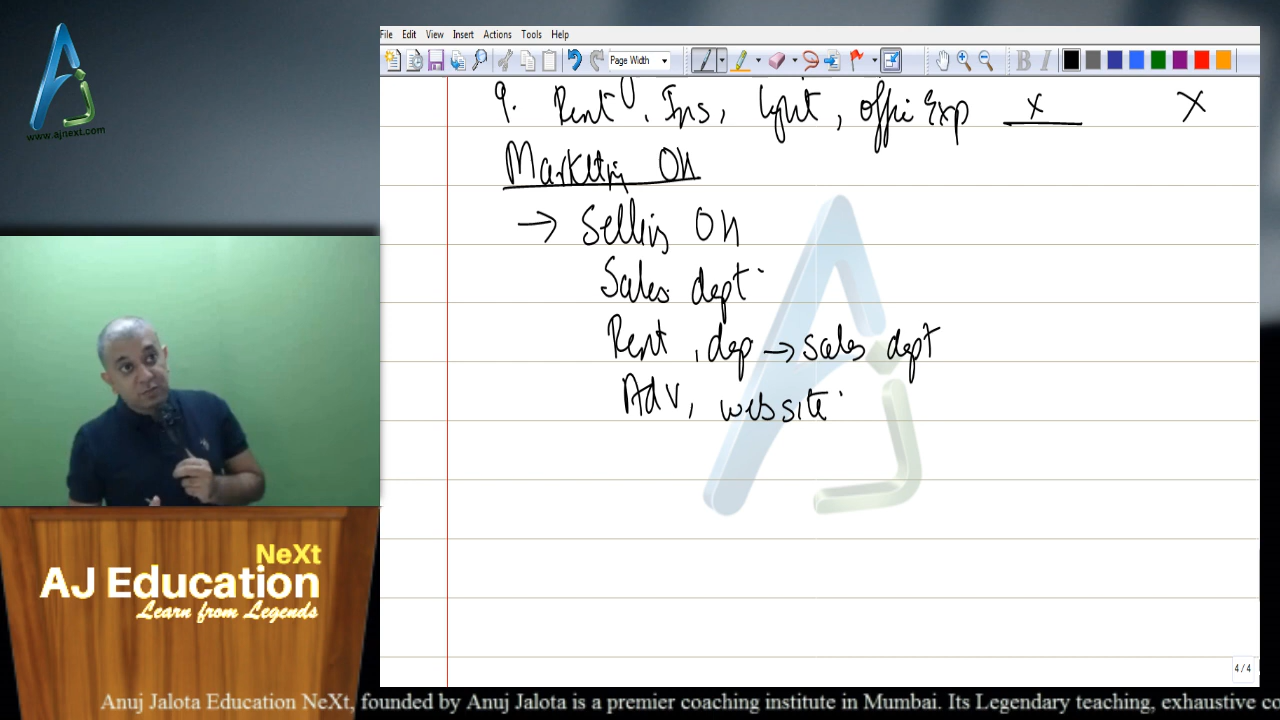 www.ajnext.com
File Edit View Insert Actions Tools Help
Page Width
B I
9. Rent, Ins, light, offic Exp x x
Marketing OH
→ Selling OH
Sales dept
Rent, dep → sales dept
Adv, website
4/4
NeXt
AJ Education
Learn from Legends
Anuj Jalota Education NeXt, founded by Anuj Jalota is a premier coaching institute in Mumbai. Its Legendary teaching, exhaustive co